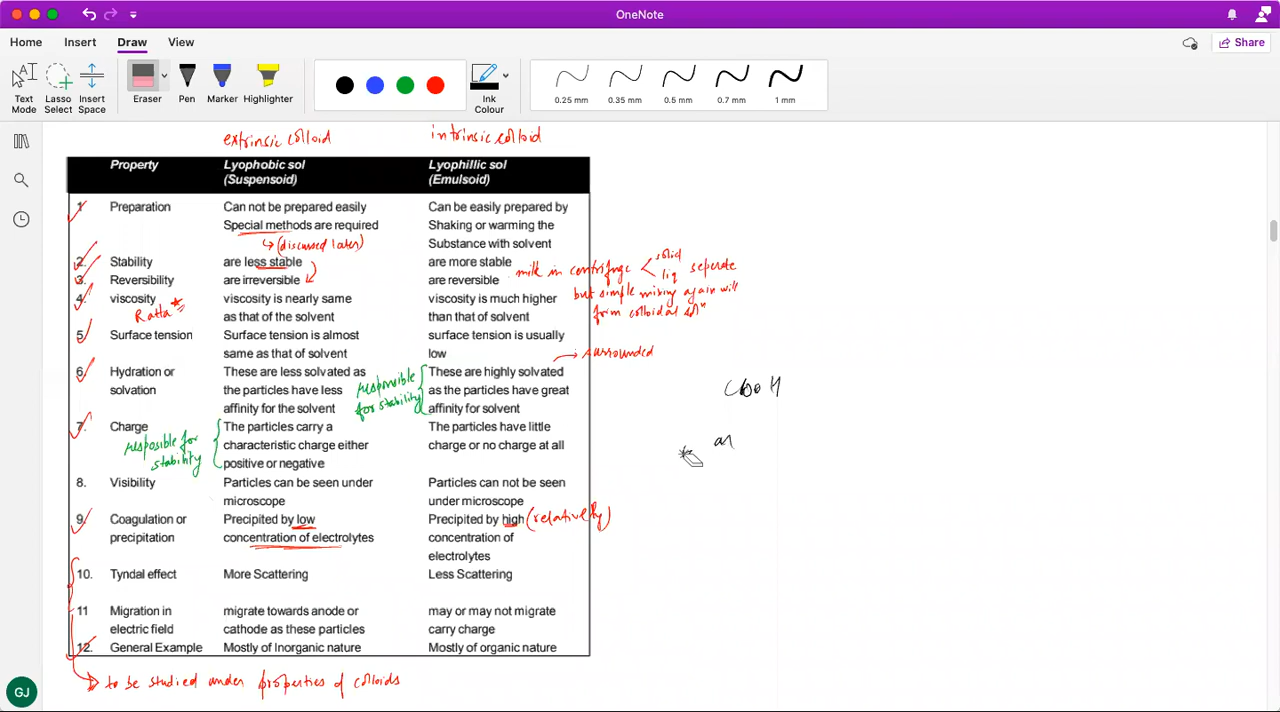 OneNote
Home Insert Draw View
Share
Text Mode
Lasso Select
Insert Space
Eraser
Pen
Marker
Highlighter
Ink Colour
0.25 mm 0.35 mm 0.5 mm 0.7 mm 1 mm
extrinsic colloid intrinsic colloid
Property Lyophobic sol (Suspensoid) Lyophillic sol (Emulsoid)
1 Preparation Can not be prepared easily Can be easily prepared by
Special methods are required Shaking or warming the
(discussed later) Substance with solvent
2. Stability are less stable are more stable
3. Reversibility are irreversible are reversible
milk in centrifuge solid
liq seperate
but simple mixing again will
from colloidal solⁿ
4. viscosity viscosity is nearly same viscosity is much higher
Ratta as that of the solvent than that of solvent
5 Surface tension Surface tension is almost surface tension is usually
same as that of solvent low
surrounded
6. Hydration or These are less solvated as These are highly solvated
solvation the particles have less as the particles have great
affinity for the solvent affinity for solvent
responsible
for stability
7. Charge The particles carry a The particles have little
characteristic charge either charge or no charge at all
positive or negative
resposible for
stability
8. Visibility Particles can be seen under Particles can not be seen
microscope under microscope
9. Coagulation or Precipited by low Precipited by high (relatively)
precipitation concentration of electrolytes concentration of
electrolytes
10. Tyndal effect More Scattering Less Scattering
11 Migration in migrate towards anode or may or may not migrate
electric field cathode as these particles carry charge
12. General Example Mostly of Inorganic nature Mostly of organic nature
to be studied under properties of colloids
GJ